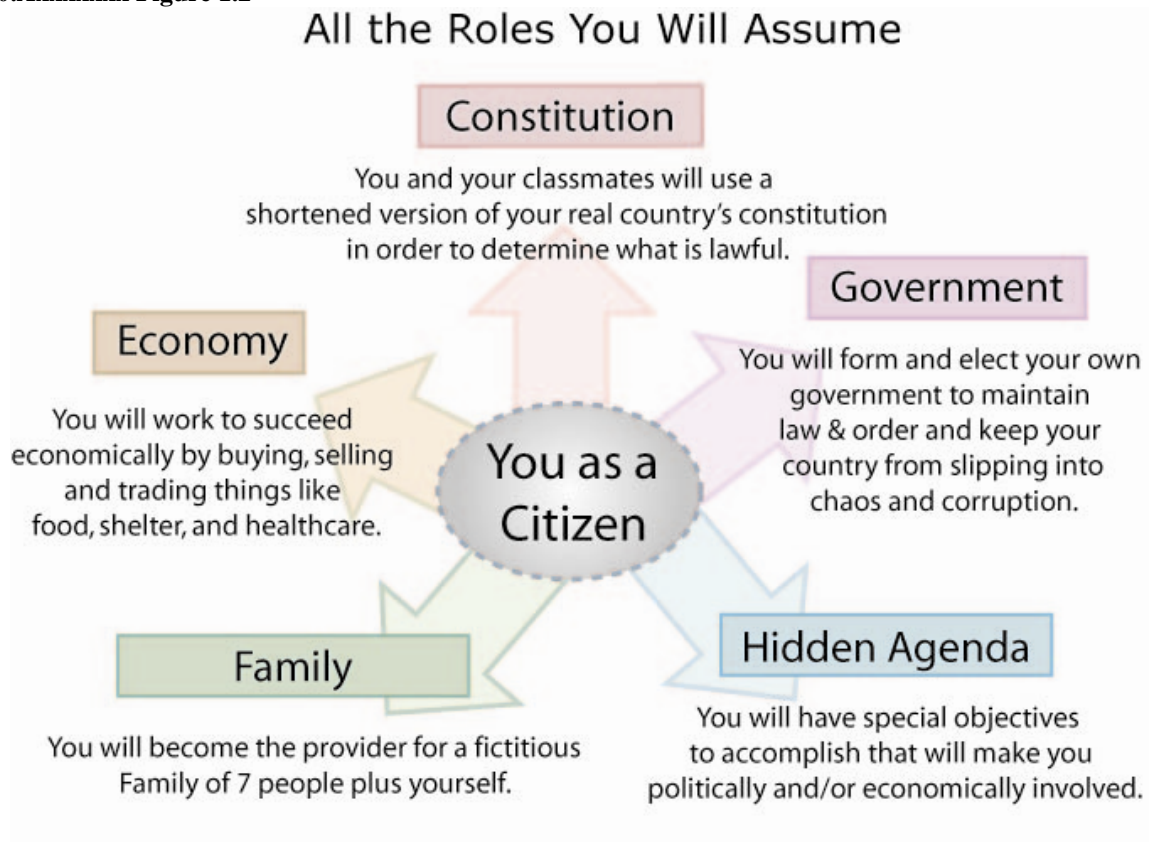 Figure 1.1
All the Roles You Will Assume
Constitution
You and your classmates will use a
shortened version of your real country's constitution
in order to determine what is lawful.
Government
You will form and elect your own
government to maintain
law & order and keep your
country from slipping into
chaos and corruption.
Economy
You will work to succeed
economically by buying, selling
and trading things like
food, shelter, and healthcare.
You as a
Citizen
Family
You will become the provider for a fictitious
Family of 7 people plus yourself.
Hidden Agenda
You will have special objectives
to accomplish that will make you
politically and/or economically involved.